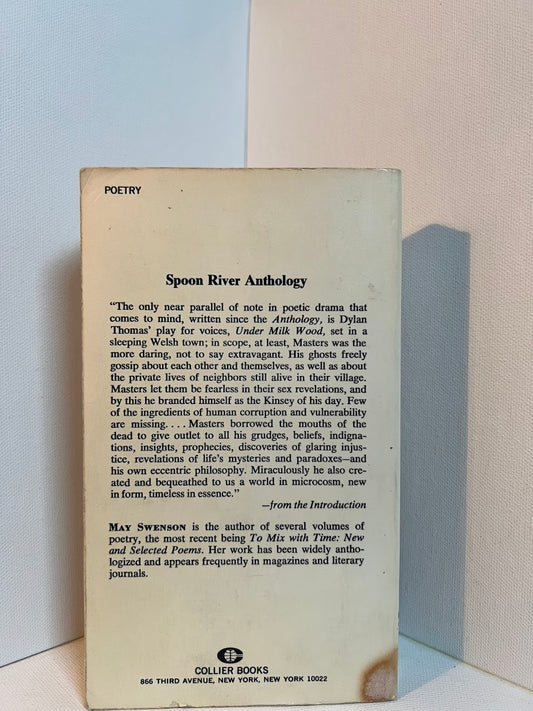 POETRY
Spoon River Anthology
“The only near parallel of note in poetic drama that
comes to mind, written since the Anthology, is Dylan
Thomas’ play for voices, Under Milk Wood, set in a
sleeping Welsh town; in scope, at least, Masters was the
more daring, not to say extravagant. His ghosts freely
gossip about each other and themselves, as well as about
the private lives of neighbors still alive in their village.
Masters let them be fearless in their sex revelations, and
by this he branded himself as the Kinsey of his day. Few
of the ingredients of human corruption and vulnerability
are missing. . . . Masters borrowed the mouths of the
dead to give outlet to all his grudges, beliefs, indigna-
tions, insights, prophecies, discoveries of glaring injus-
tice, revelations of life’s mysteries and paradoxes—and
his own eccentric philosophy. Miraculously he also cre-
ated and bequeathed to us a world in microcosm, new
in form, timeless in essence.”
—from the Introduction
MAY SWENSON is the author of several volumes of
poetry, the most recent being To Mix with Time: New
and Selected Poems. Her work has been widely antho-
logized and appears frequently in magazines and literary
journals.
COLLIER BOOKS
866 THIRD AVENUE, NEW YORK, NEW YORK 10022